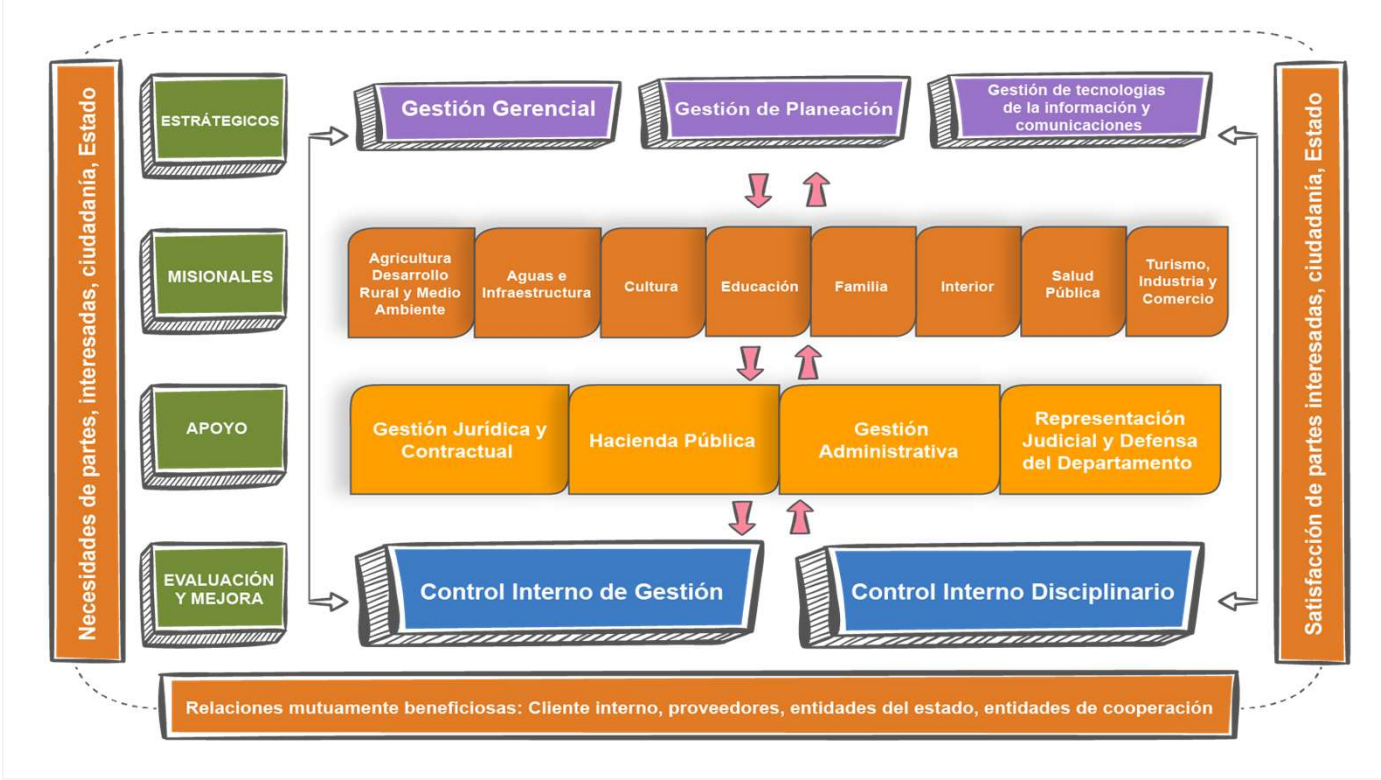 Necesidades de partes, interesadas, ciudadanía, Estado
ESTRÁTEGICOS
Gestión Gerencial
Gestión de Planeación
Gestión de tecnologias
de la información y
comunicaciones
MISIONALES
Agricultura
Desarrollo
Rural y Medio
Ambiente
Aguas e
Infraestructura
Cultura
Educación
Familia
Interior
Salud
Pública
Turismo,
Industria y
Comercio
APOYO
Gestión Jurídica y
Contractual
Hacienda Pública
Gestión
Administrativa
Representación
Judicial y Defensa
del Departamento
EVALUACIÓN
Y MEJORA
Control Interno de Gestión
Control Interno Disciplinario
Satisfacción de partes interesadas, ciudadanía, Estado
Relaciones mutuamente beneficiosas: Cliente interno, proveedores, entidades del estado, entidades de cooperación